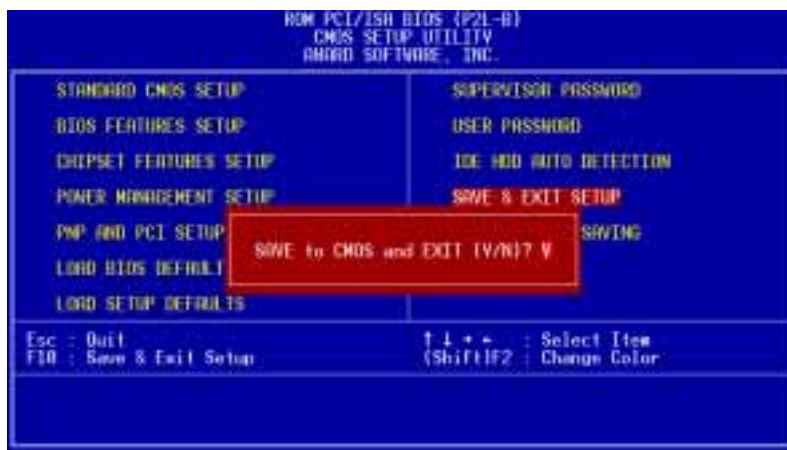 ROM PCI/ISA BIOS (P2L-B)
CMOS SETUP UTILITY
AWARD SOFTWARE, INC.
STANDARD CMOS SETUP
BIOS FEATURES SETUP
CHIPSET FEATURES SETUP
POWER MANAGEMENT SETUP
PNP AND PCI SETUP
LOAD BIOS DEFAULT
LOAD SETUP DEFAULTS
SUPERVISOR PASSWORD
USER PASSWORD
IDE HDD AUTO DETECTION
SAVE & EXIT SETUP
SAVING
SAVE to CMOS and EXIT (Y/N)? Y
Esc : Quit
F10 : Save & Exit Setup
↑ ↓ → ← : Select Item
(Shift)F2 : Change Color